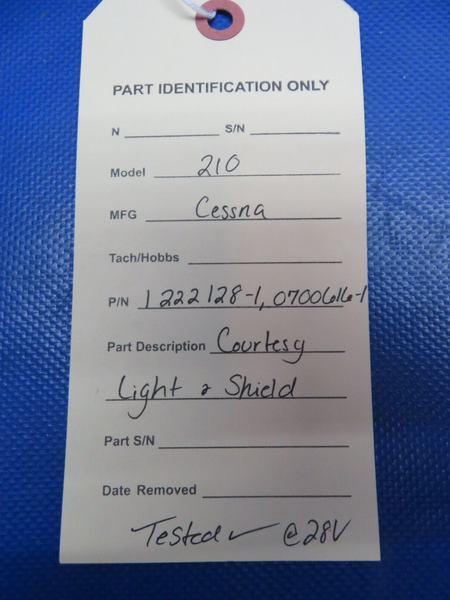 PART IDENTIFICATION ONLY
N S/N
Model 210
MFG Cessna
Tach/Hobbs
P/N 1222128-1, 0700616-1
Part Description Courtesy
Light & Shield
Part S/N
Date Removed
Tested ✓ @28V